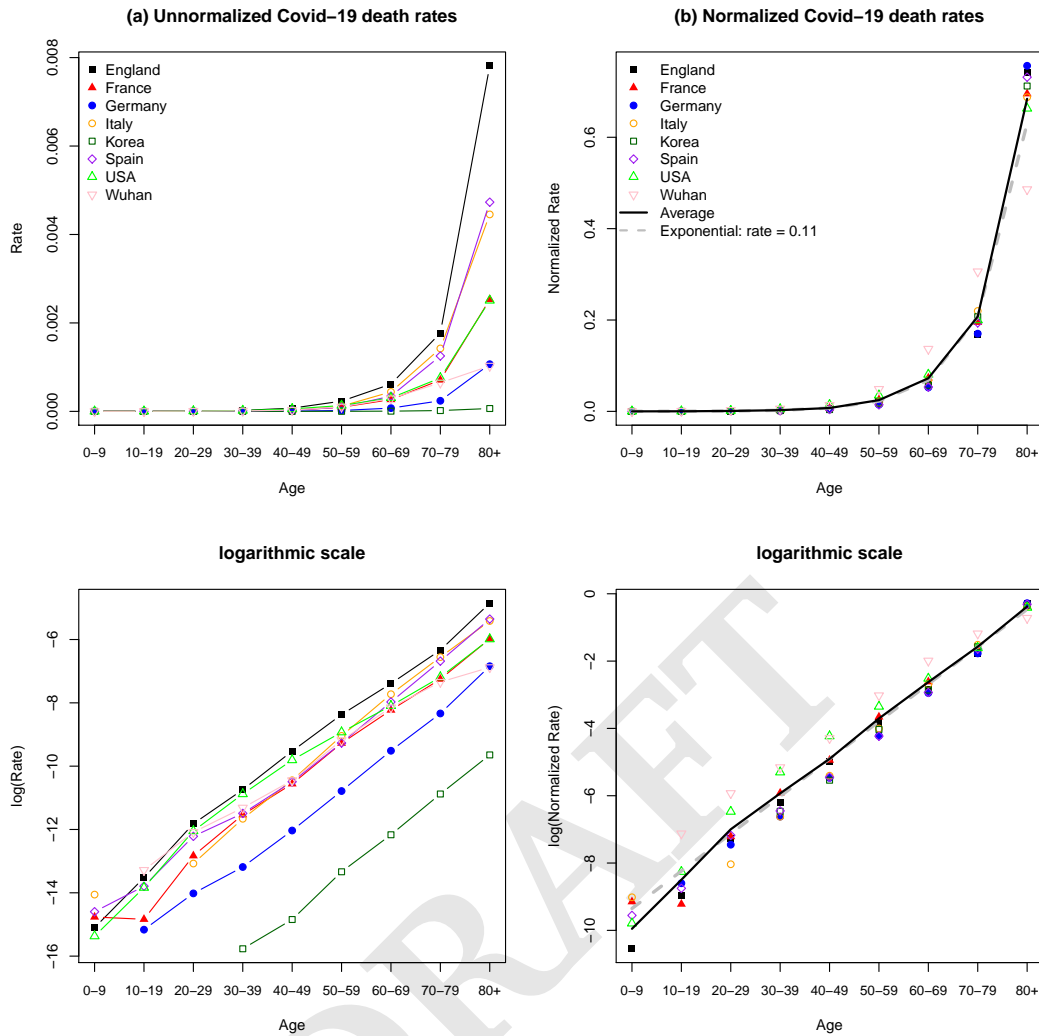 (a) Unnormalized Covid−19 death rates
0.008
0.006
0.004
0.002
0.000
Rate
England
France
Germany
Italy
Korea
Spain
USA
Wuhan
0−9 10−19 20−29 30−39 40−49 50−59 60−69 70−79 80+
Age
(b) Normalized Covid−19 death rates
0.6
0.4
0.2
0.0
Normalized Rate
England
France
Germany
Italy
Korea
Spain
USA
Wuhan
Average
Exponential: rate = 0.11
0−9 10−19 20−29 30−39 40−49 50−59 60−69 70−79 80+
Age
logarithmic scale
−6
−8
−10
−12
−14
−16
log(Rate)
0−9 10−19 20−29 30−39 40−49 50−59 60−69 70−79 80+
Age
logarithmic scale
0
−2
−4
−6
−8
−10
log(Normalized Rate)
0−9 10−19 20−29 30−39 40−49 50−59 60−69 70−79 80+
Age
DRAFT